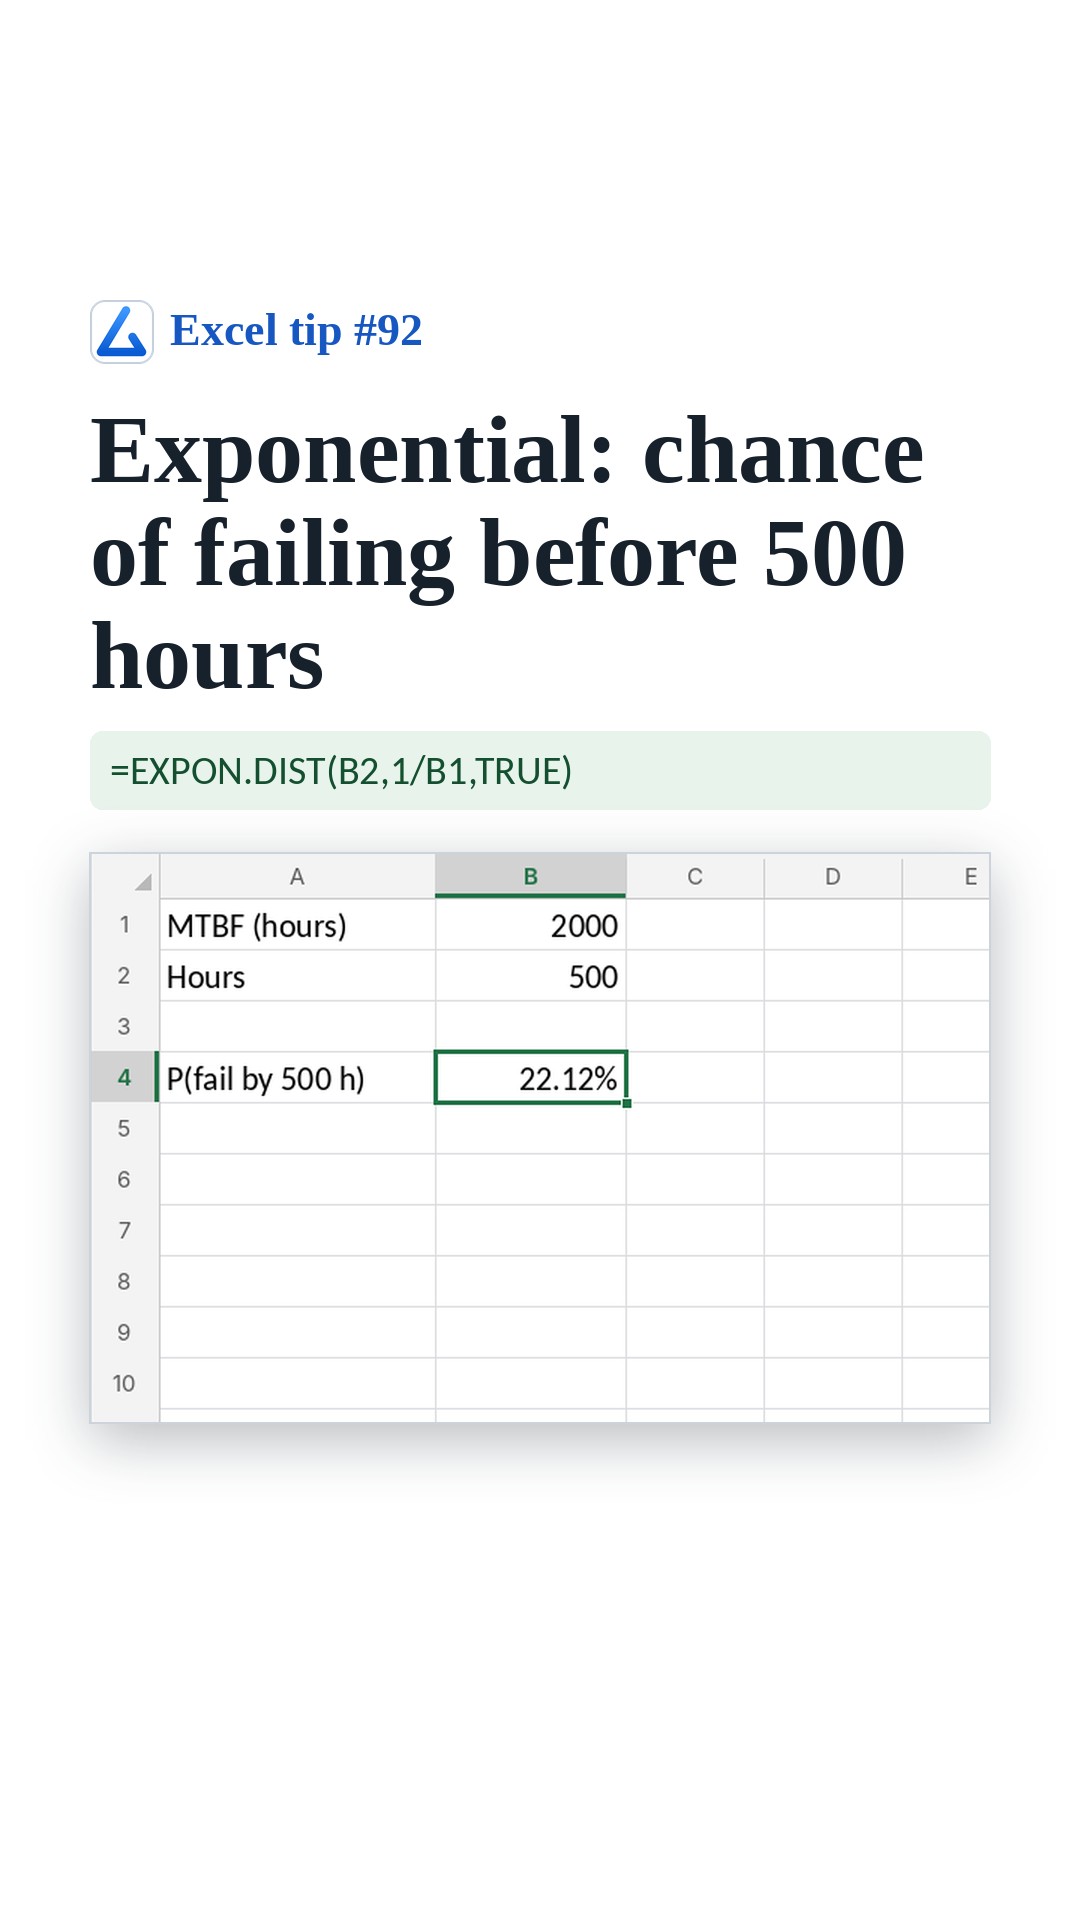 Excel tip #92
Exponential: chance
of failing before 500
hours
=EXPON.DIST(B2,1/B1,TRUE)
A B C D E
1 MTBF (hours) 2000
2 Hours 500
3
4 P(fail by 500 h) 22.12%
5
6
7
8
9
10